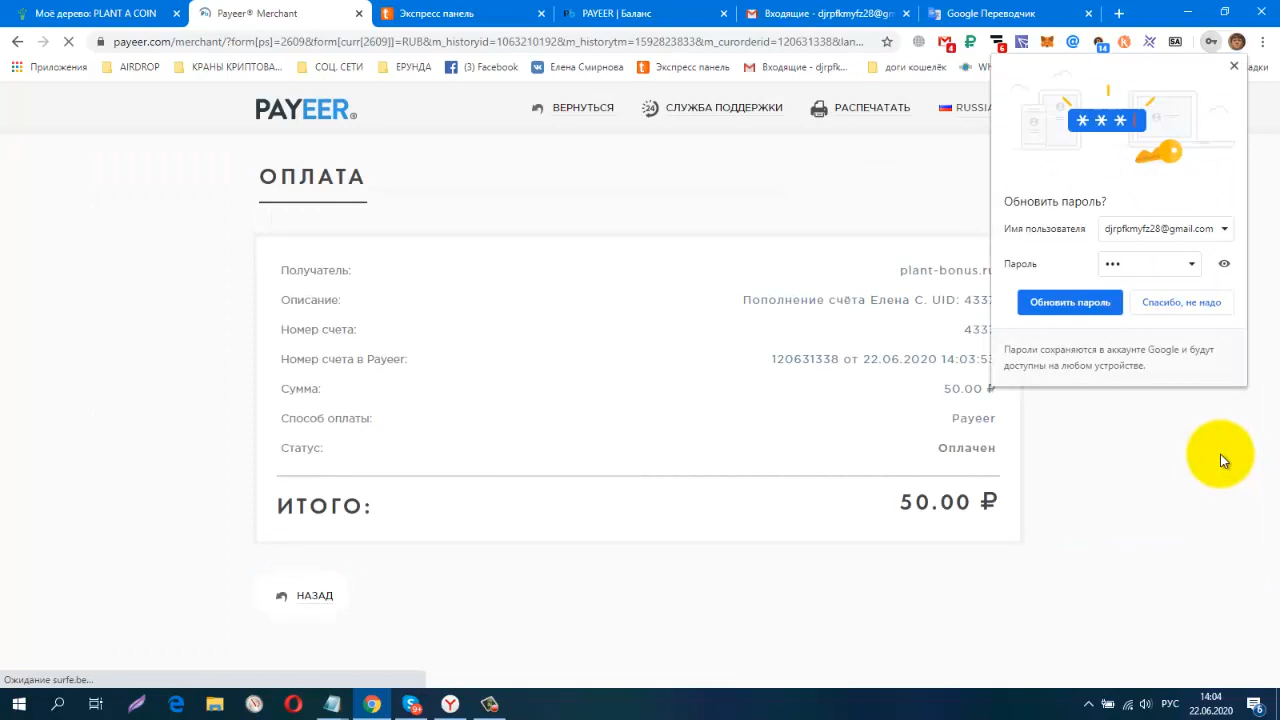 Моё дерево: PLANT A COIN
Payeer® Merchant
Экспресс панель
PAYEER | Баланс
Входящие - djrpfkmyfz28@gm
Google Переводчик
payeer.com/merchant/?form[ps]=2609&form[curr[2609]]=RUB&m_historyid=1063210192&m_historytm=1592823833&m_curorderid=120631338&lan...
Приложения
AIRDROP
КРАНЫ КРИПТОВА...
СОЦ. СЕТИ
ЕРУНДА
(3) Facebook
Елена Смирнова
Экспресс панель
Входящие - djrpfk...
доги кошелёк
PAYEER®
ВЕРНУТЬСЯ
24
СЛУЖБА ПОДДЕРЖКИ
РАСПЕЧАТАТЬ
RUSSIA
ОПЛАТА
Получатель: plant-bonus.ru
Описание: Пополнение счёта Елена С. UID: 4337
Номер счета: 4337
Номер счета в Payeer: 120631338 от 22.06.2020 14:03:53
Сумма: 50.00 ₽
Способ оплаты: Payeer
Статус: Оплачен
ИТОГО: 50.00 ₽
НАЗАД
Обновить пароль?
Имя пользователя djrpfkmyfz28@gmail.com
Пароль •••
Обновить пароль Спасибо, не надо
Пароли сохраняются в аккаунте Google и будут
доступны на любом устройстве.
Ожидание surfe.be...
РУС
14:04
22.06.2020